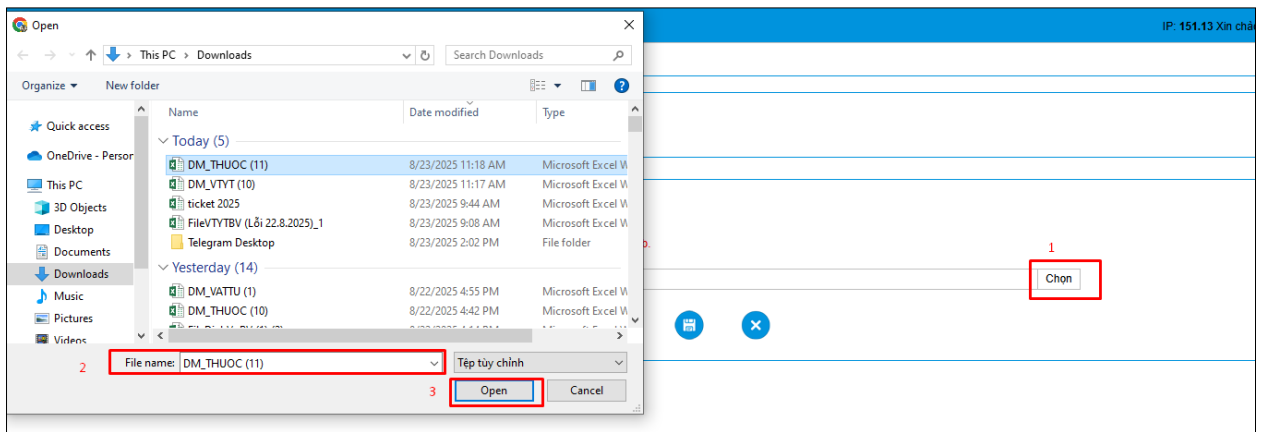 Open
IP: 151.13 Xin chà
This PC > Downloads
Search Downloads
Organize
New folder
Name
Date modified
Type
Quick access
OneDrive - Person
This PC
3D Objects
Desktop
Documents
Downloads
Music
Pictures
Videos
Today (5)
DM_THUOC (11) 8/23/2025 11:18 AM Microsoft Excel W
DM_VTYT (10) 8/23/2025 11:17 AM Microsoft Excel W
ticket 2025 8/23/2025 9:44 AM Microsoft Excel W
FileVTYTBV (Lỗi 22.8.2025)_1 8/23/2025 9:08 AM Microsoft Excel W
Telegram Desktop 8/23/2025 2:02 PM File folder
Yesterday (14)
DM_VATTU (1) 8/22/2025 4:55 PM Microsoft Excel W
DM_THUOC (10) 8/22/2025 4:42 PM Microsoft Excel W
1
Chọn
2
File name: DM_THUOC (11)
Tệp tùy chỉnh
3
Open
Cancel